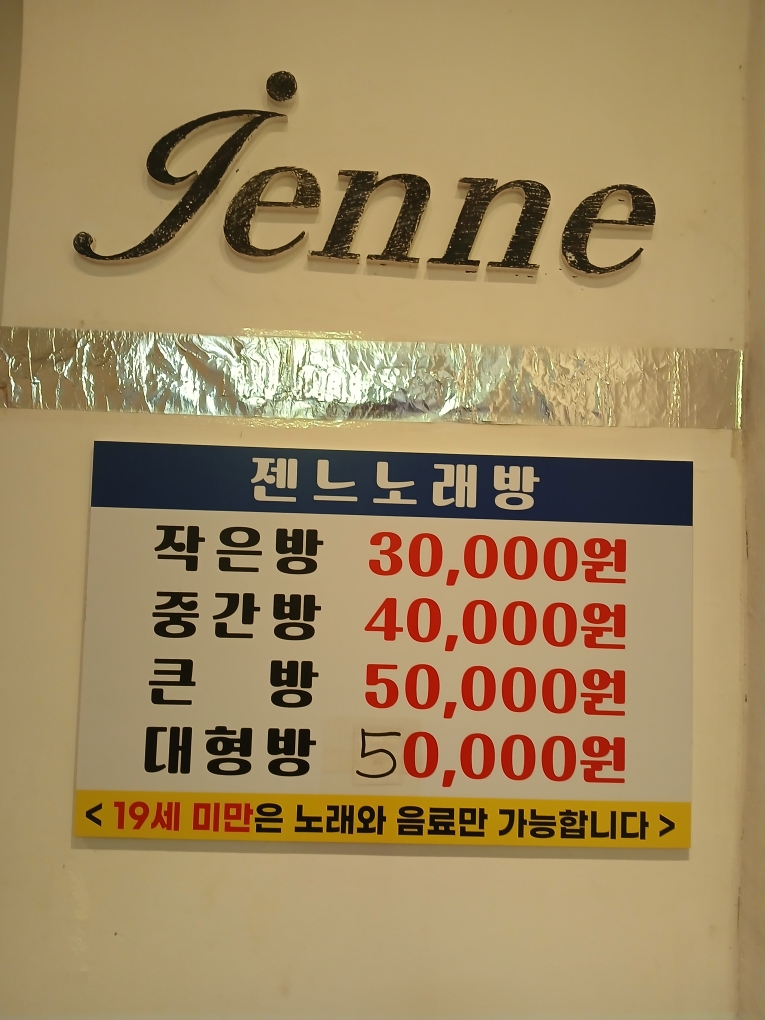 Jenne
젠느노래방
작은방 30,000원
중간방 40,000원
큰 방 50,000원
대형방 50,000원
< 19세 미만은 노래와 음료만 가능합니다 >